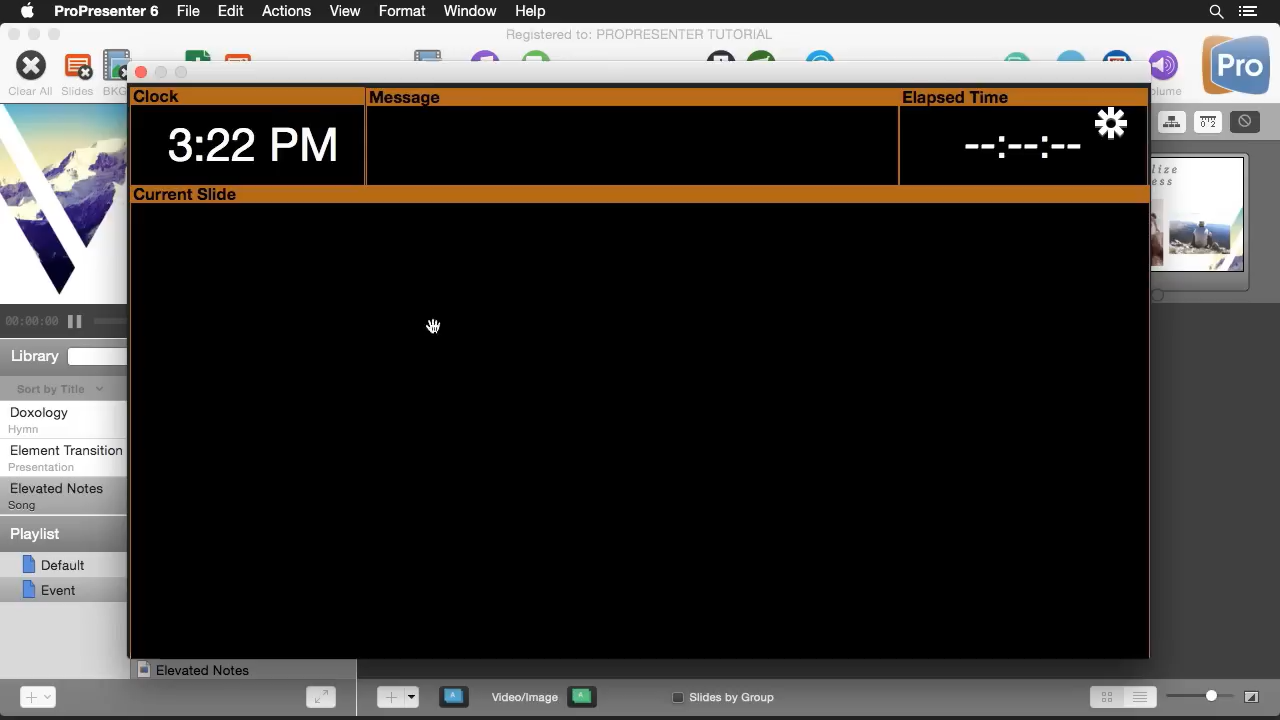 ProPresenter 6 File Edit Actions View Format Window Help
Registered to: PROPRESENTER TUTORIAL
Clear All Slides BKG
Pro
Clock
Message
Elapsed Time
3:22 PM
--:--:--
Current Slide
00:00:00
Library
Sort by Title
Doxology
Hymn
Element Transition
Presentation
Elevated Notes
Song
Playlist
Default
Event
Elevated Notes
Video/Image
Slides by Group